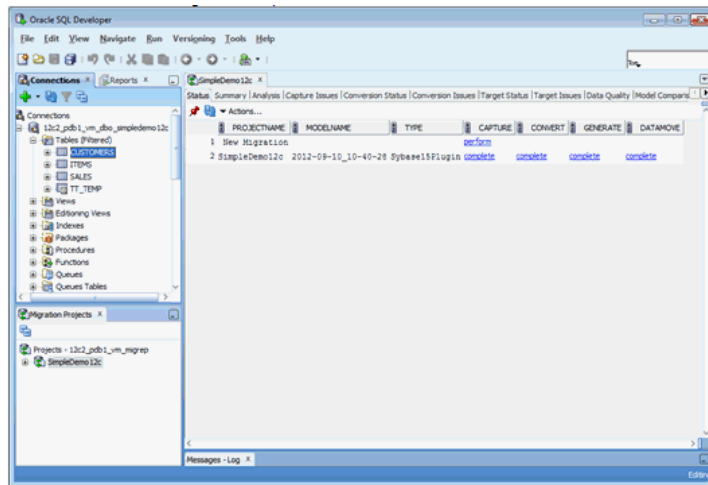 Oracle SQL Developer
File Edit View Navigate Run Versioning Tools Help
Connections
Reports
Connections
12c2_pdb1_vm_dbo_simpledemo12c
Tables (Filtered)
CUSTOMERS
ITEMS
SALES
TT_TEMP
Views
Editioning Views
Indexes
Packages
Procedures
Functions
Queues
Queues Tables
Migration Projects
Projects - 12c2_pdb1_vm_migrep
SimpleDemo12c
SimpleDemo12c
Status Summary Analysis Capture Issues Conversion Status Conversion Issues Target Status Target Issues Data Quality Model Comparis
Actions...
PROJECTNAME MODELNAME TYPE CAPTURE CONVERT GENERATE DATAMOVE
1 New Migration perform
2 SimpleDemo12c 2012-09-10_10-40-28 Sybase15Plugin complete complete complete complete
Messages - Log
Editing